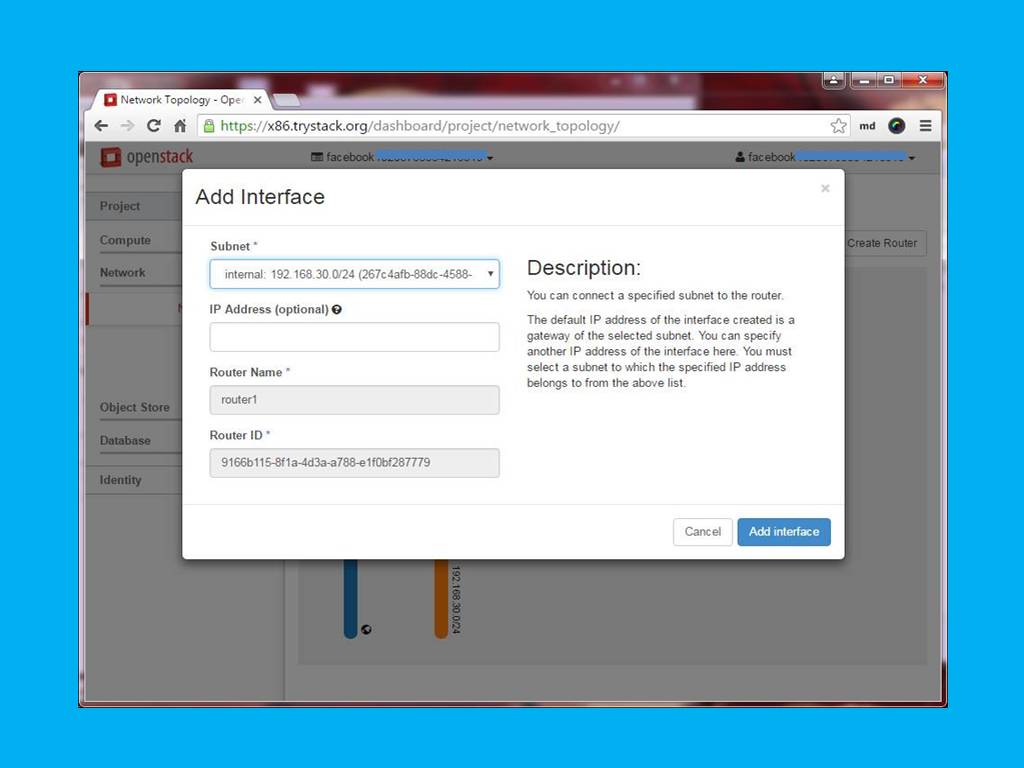 Network Topology - Ope
https://x86.trystack.org/dashboard/project/network_topology/
md
openstack
facebook
facebook
Project
Compute
Network
Object Store
Database
Identity
Create Router
Add Interface
×
Subnet *
internal: 192.168.30.0/24 (267c4afb-88dc-4588-
IP Address (optional)
Router Name *
router1
Router ID *
9166b115-8f1a-4d3a-a788-e1f0bf287779
Description:
You can connect a specified subnet to the router.
The default IP address of the interface created is a
gateway of the selected subnet. You can specify
another IP address of the interface here. You must
select a subnet to which the specified IP address
belongs to from the above list.
Cancel
Add interface
192.168.30.0/24